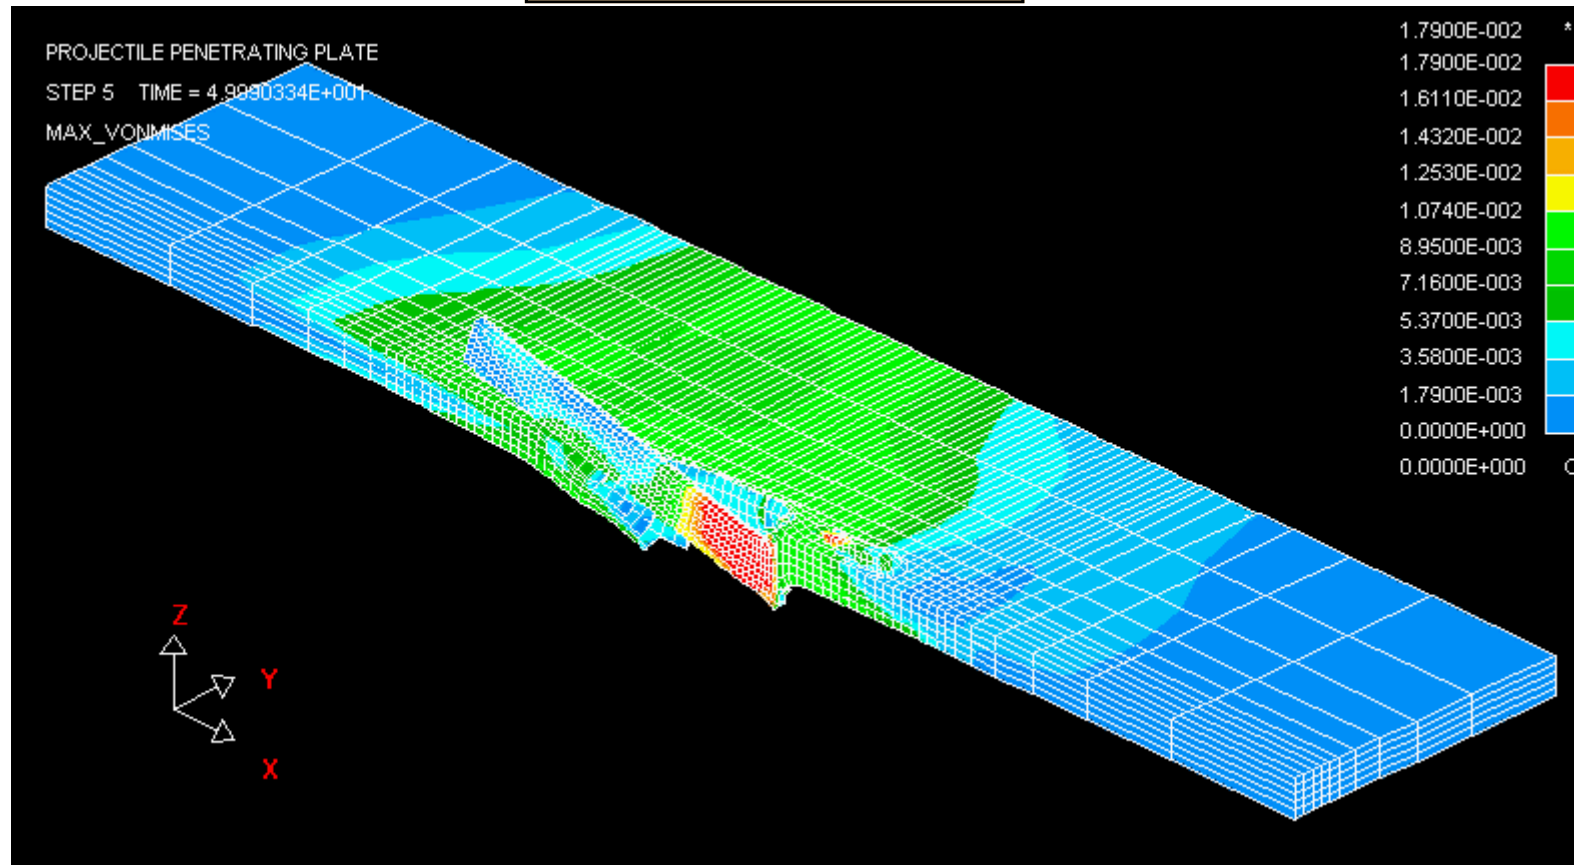 PROJECTILE PENETRATING PLATE
STEP 5 TIME = 4.9990334E+001
MAX_VONMISES
1.7900E-002 *
1.7900E-002
1.6110E-002
1.4320E-002
1.2530E-002
1.0740E-002
8.9500E-003
7.1600E-003
5.3700E-003
3.5800E-003
1.7900E-003
0.0000E+000
0.0000E+000
Z
Y
X